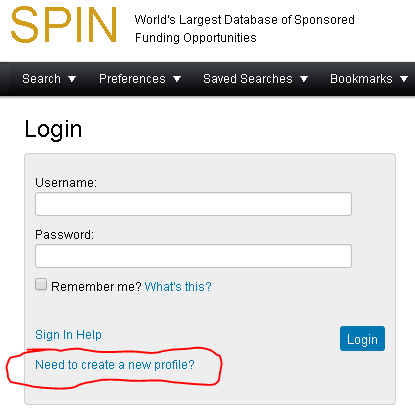 SPIN
World's Largest Database of Sponsored
Funding Opportunities
Search ▼ Preferences ▼ Saved Searches ▼ Bookmarks ▼
Login
Username:
Password:
Remember me? What's this?
Sign In Help
Login
Need to create a new profile?